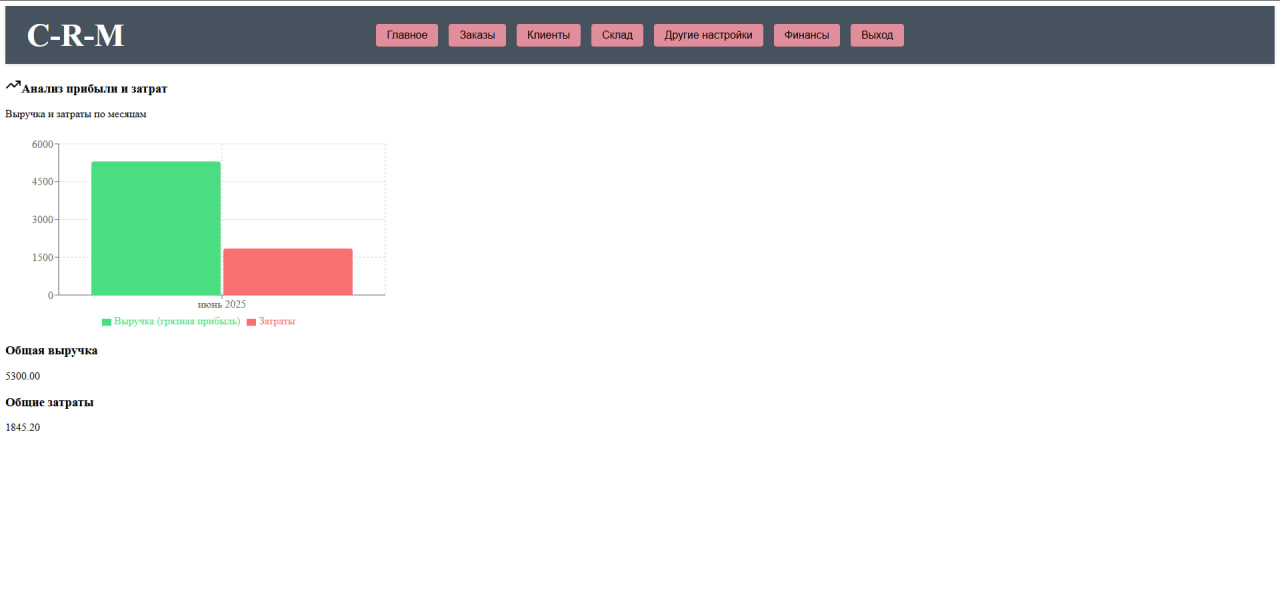 C-R-M
Главное Заказы Клиенты Склад Другие настройки Финансы Выход
Анализ прибыли и затрат
Выручка и затраты по месяцам
6000
4500
3000
1500
0
июнь 2025
Выручка (грязная прибыль) Затраты
Общая выручка
5300.00
Общие затраты
1845.20